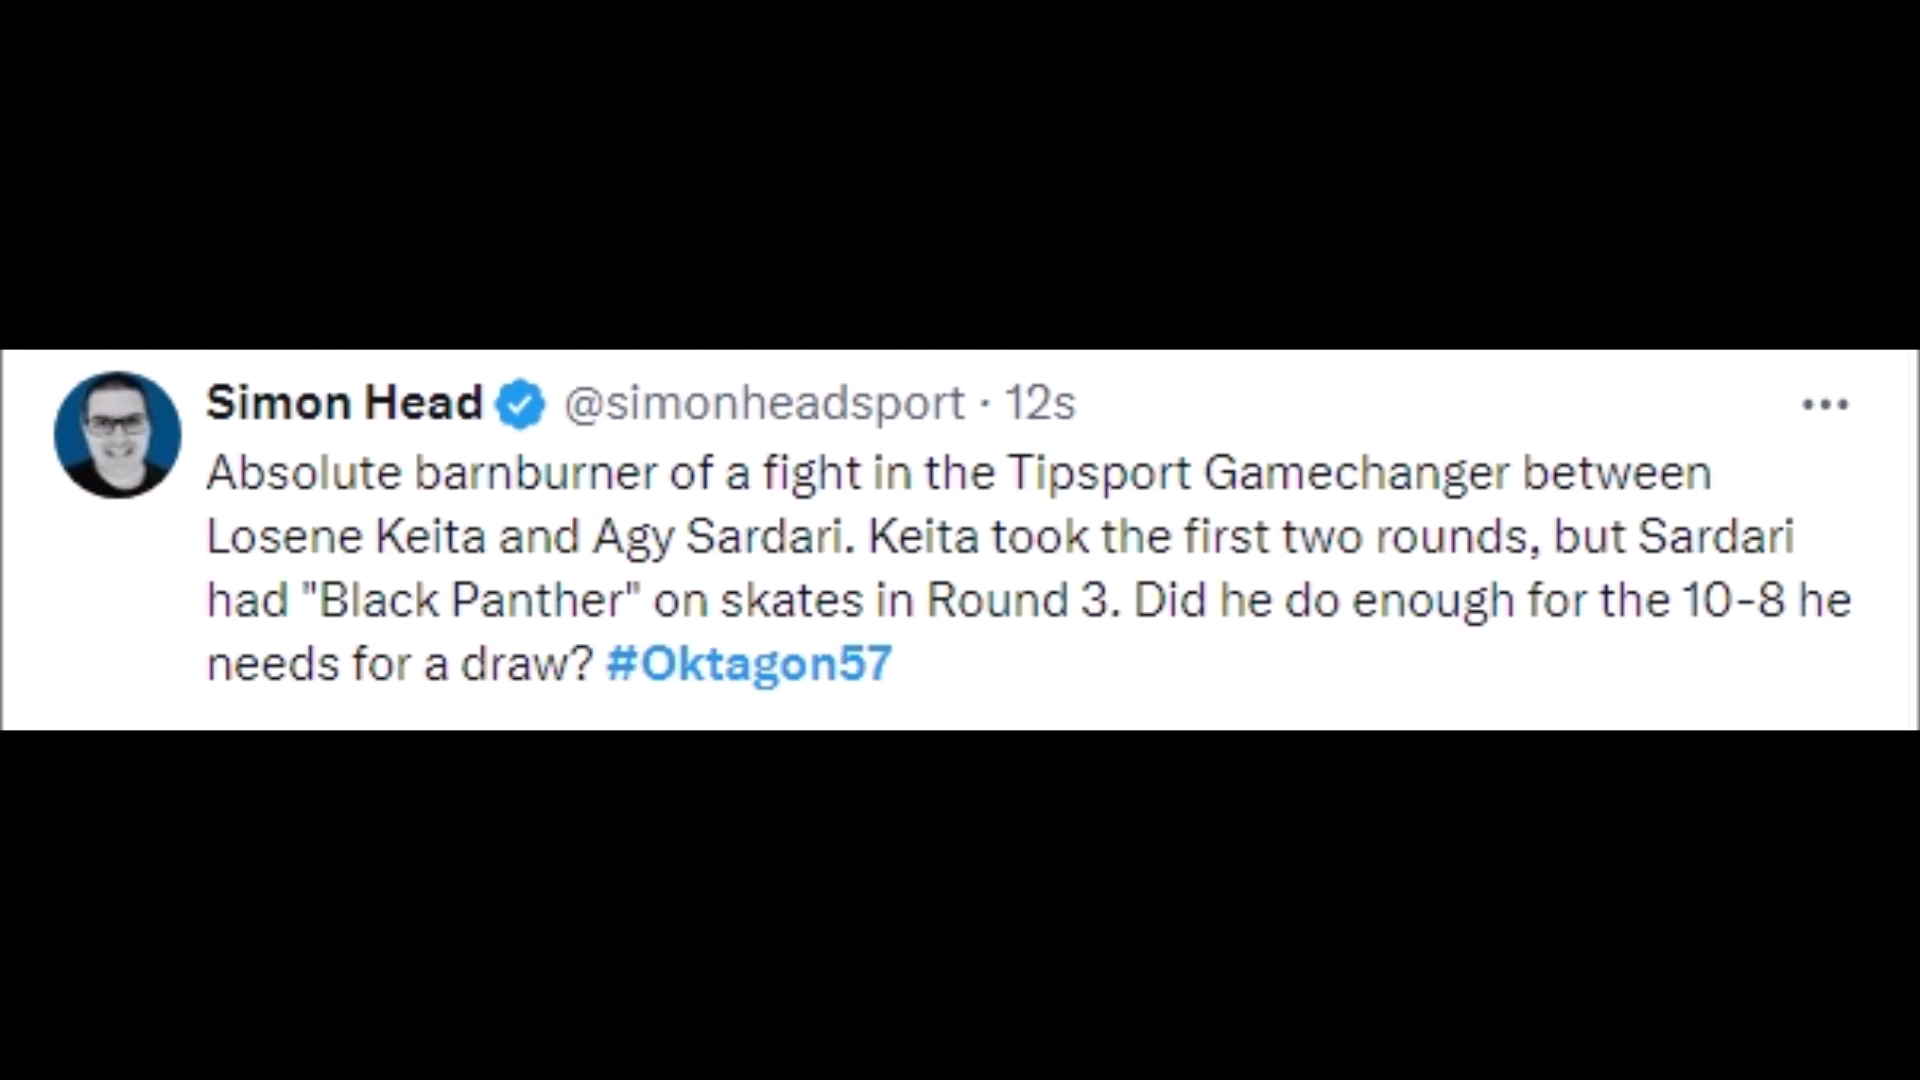 Simon Head @simonheadsport · 12s
Absolute barnburner of a fight in the Tipsport Gamechanger between
Losene Keita and Agy Sardari. Keita took the first two rounds, but Sardari
had "Black Panther" on skates in Round 3. Did he do enough for the 10-8 he
needs for a draw? #Oktagon57